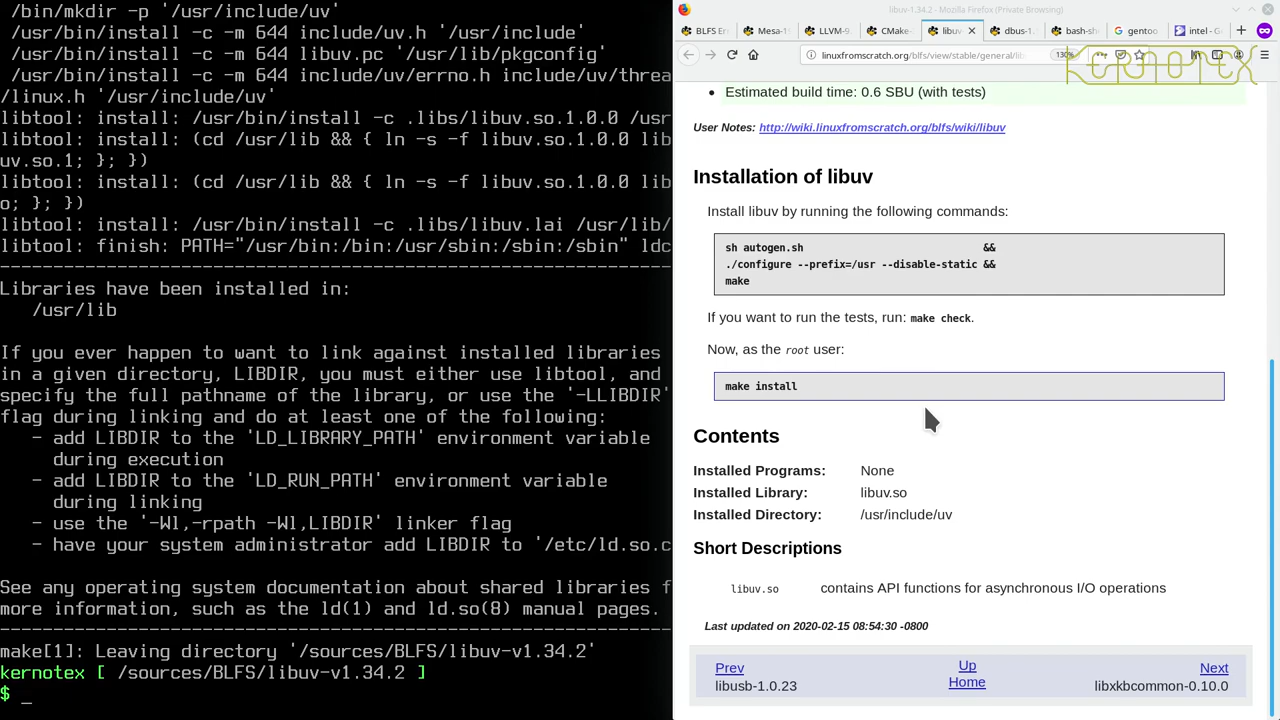 /bin/mkdir -p '/usr/include/uv'
/usr/bin/install -c -m 644 include/uv.h '/usr/include'
/usr/bin/install -c -m 644 libuv.pc '/usr/lib/pkgconfig'
/usr/bin/install -c -m 644 include/uv/errno.h include/uv/threa
/linux.h '/usr/include/uv'
libtool: install: /usr/bin/install -c .libs/libuv.so.1.0.0 /usr
libtool: install: (cd /usr/lib && { ln -s -f libuv.so.1.0.0 lib
uv.so.1; }; })
libtool: install: (cd /usr/lib && { ln -s -f libuv.so.1.0.0 lib
o; }; })
libtool: install: /usr/bin/install -c .libs/libuv.lai /usr/lib/
libtool: finish: PATH="/usr/bin:/bin:/usr/sbin:/sbin:/sbin" ldc
----------------------------------------------------------------------
Libraries have been installed in:
/usr/lib
If you ever happen to want to link against installed libraries
in a given directory, LIBDIR, you must either use libtool, and
specify the full pathname of the library, or use the '-LLIBDIR'
flag during linking and do at least one of the following:
- add LIBDIR to the 'LD_LIBRARY_PATH' environment variable
during execution
- add LIBDIR to the 'LD_RUN_PATH' environment variable
during linking
- use the '-Wl,-rpath -Wl,LIBDIR' linker flag
- have your system administrator add LIBDIR to '/etc/ld.so.c
See any operating system documentation about shared libraries f
more information, such as the ld(1) and ld.so(8) manual pages.
----------------------------------------------------------------------
make[1]: Leaving directory '/sources/BLFS/libuv-v1.34.2'
kernotex [ /sources/BLFS/libuv-v1.34.2 ]
$ _
libuv-1.34.2 - Mozilla Firefox (Private Browsing)
BLFS Er Mesa-19 LLVM-9 CMake- libuv dbus-1. bash-sh gentoo intel - G
linuxfromscratch.org/blfs/view/stable/general/lib 130%
KERNOTEX
• Estimated build time: 0.6 SBU (with tests)
User Notes: http://wiki.linuxfromscratch.org/blfs/wiki/libuv
Installation of libuv
Install libuv by running the following commands:
sh autogen.sh &&
./configure --prefix=/usr --disable-static &&
make
If you want to run the tests, run: make check.
Now, as the root user:
make install
Contents
Installed Programs: None
Installed Library: libuv.so
Installed Directory: /usr/include/uv
Short Descriptions
libuv.so contains API functions for asynchronous I/O operations
Last updated on 2020-02-15 08:54:30 -0800
Prev Up Next
libusb-1.0.23 Home libxkbcommon-0.10.0